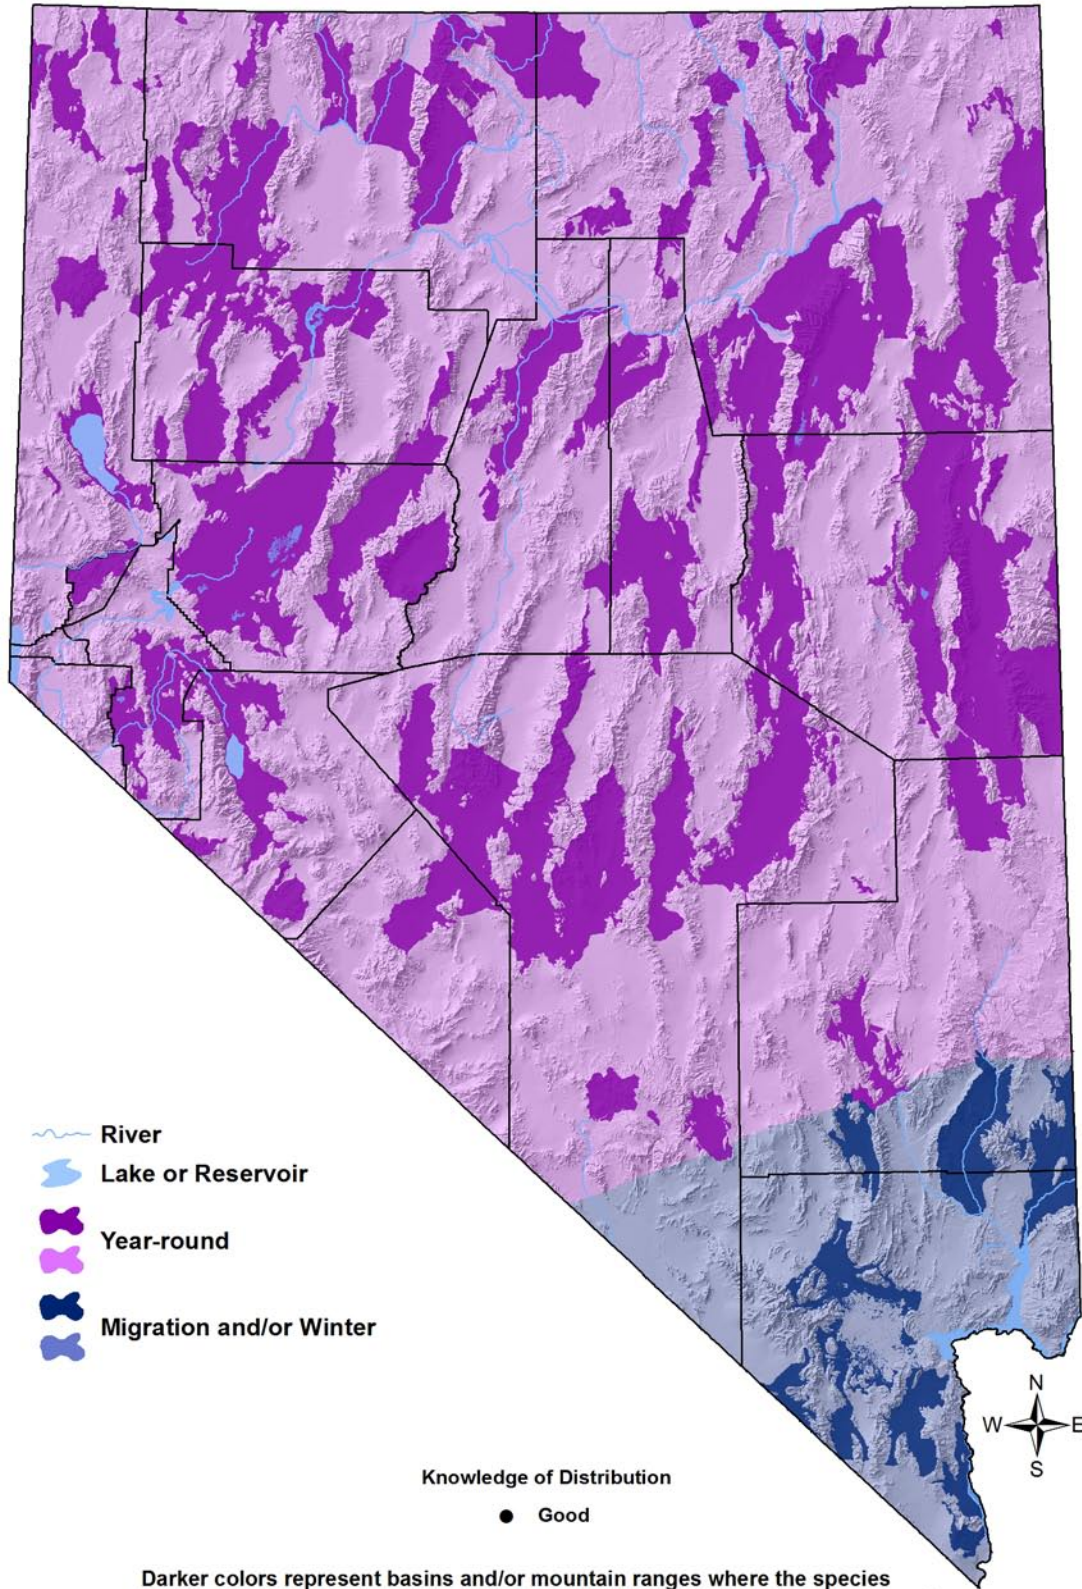 River
Lake or Reservoir
Year-round
Migration and/or Winter
N
W E
S
Knowledge of Distribution
Good
Darker colors represent basins and/or mountain ranges where the species